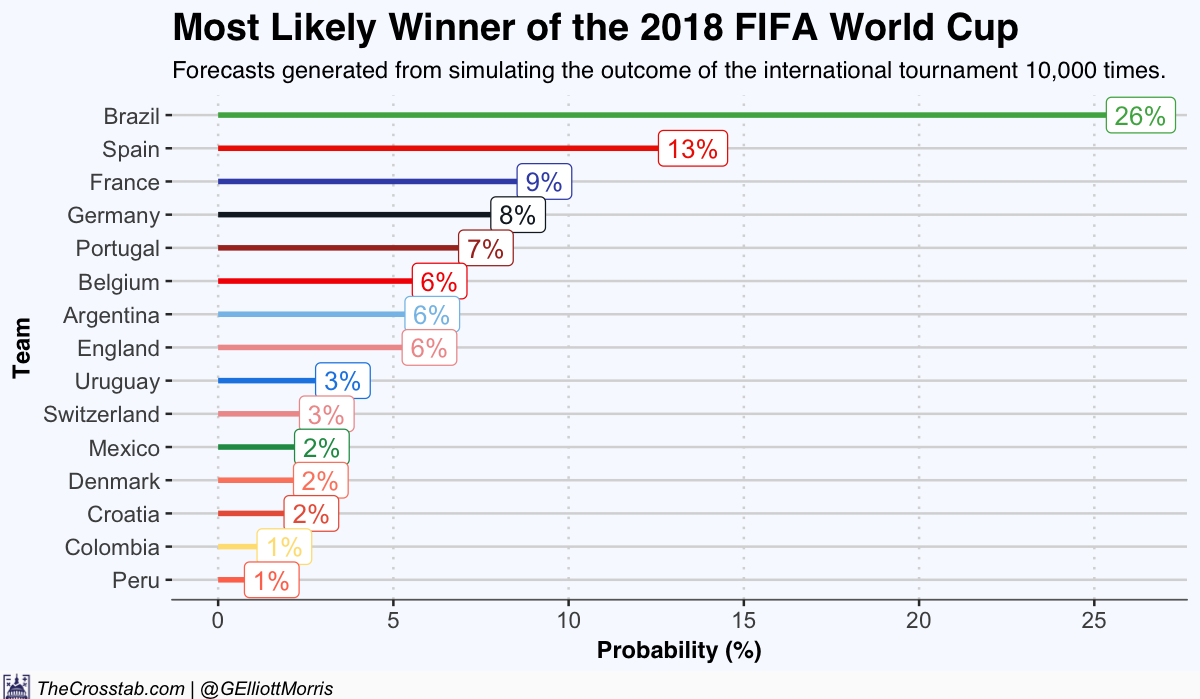 Most Likely Winner of the 2018 FIFA World Cup
Forecasts generated from simulating the outcome of the international tournament 10,000 times.
Team
Brazil 26%
Spain 13%
France 9%
Germany 8%
Portugal 7%
Belgium 6%
Argentina 6%
England 6%
Uruguay 3%
Switzerland 3%
Mexico 2%
Denmark 2%
Croatia 2%
Colombia 1%
Peru 1%
0 5 10 15 20 25
Probability (%)
TheCrosstab.com | @GElliottMorris